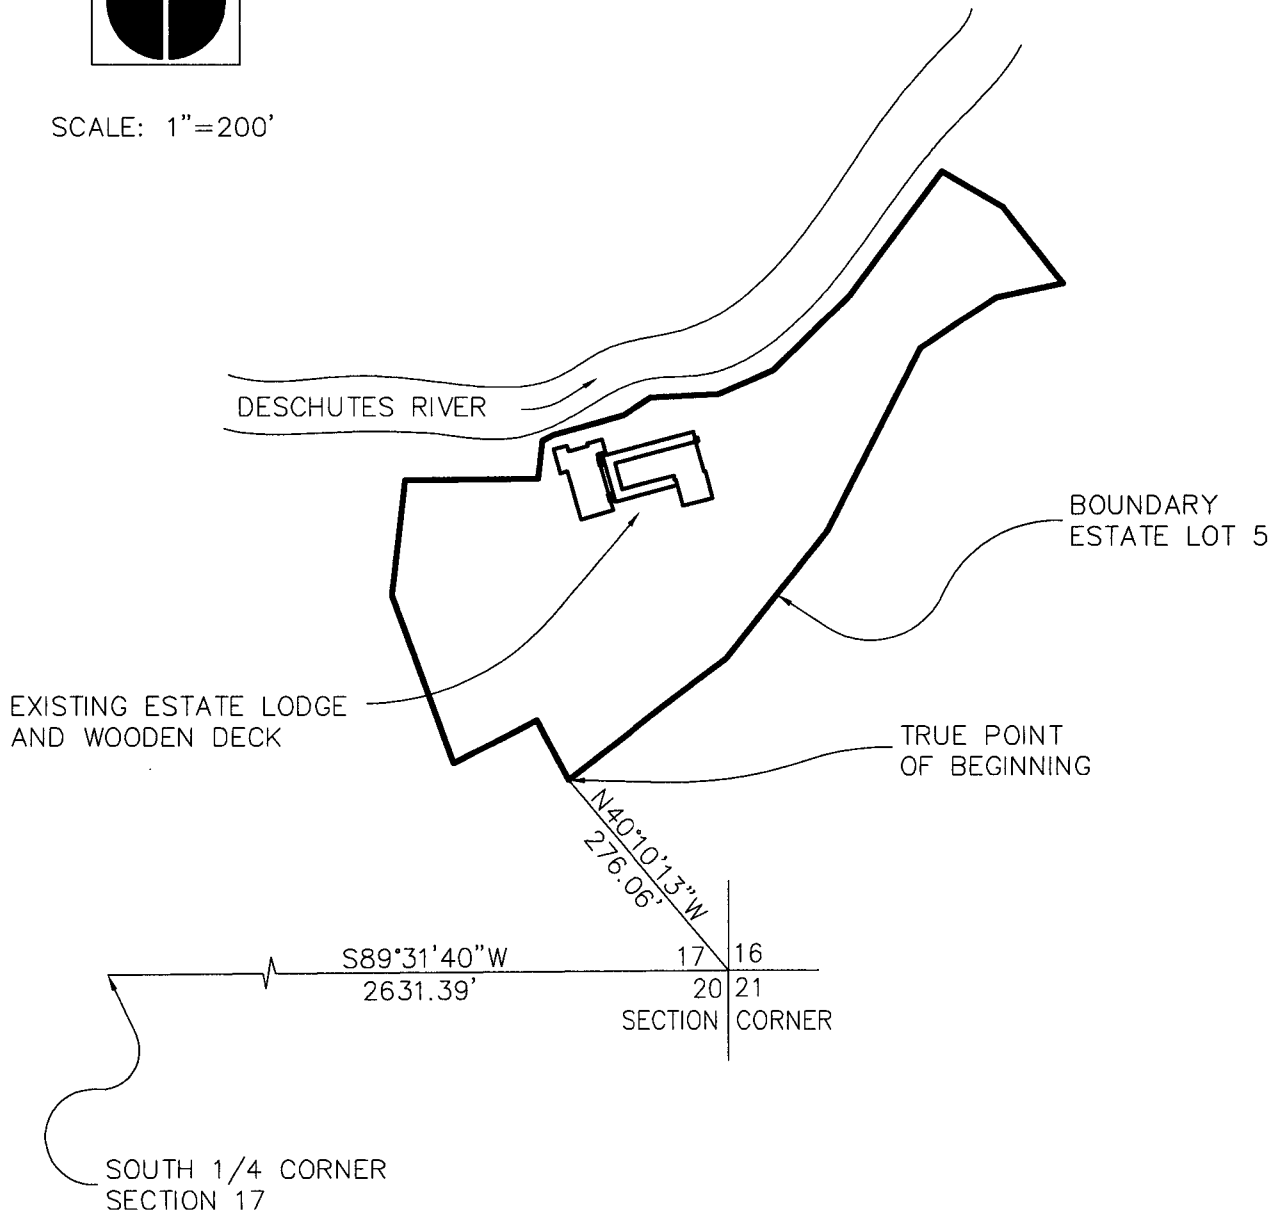 SCALE: 1"=200'
DESCHUTES RIVER
BOUNDARY
ESTATE LOT 5
EXISTING ESTATE LODGE
AND WOODEN DECK
TRUE POINT
OF BEGINNING
N40°10'13"W
276.06'
S89°31'40"W
2631.39'
17 16
20 21
SECTION CORNER
SOUTH 1/4 CORNER
SECTION 17